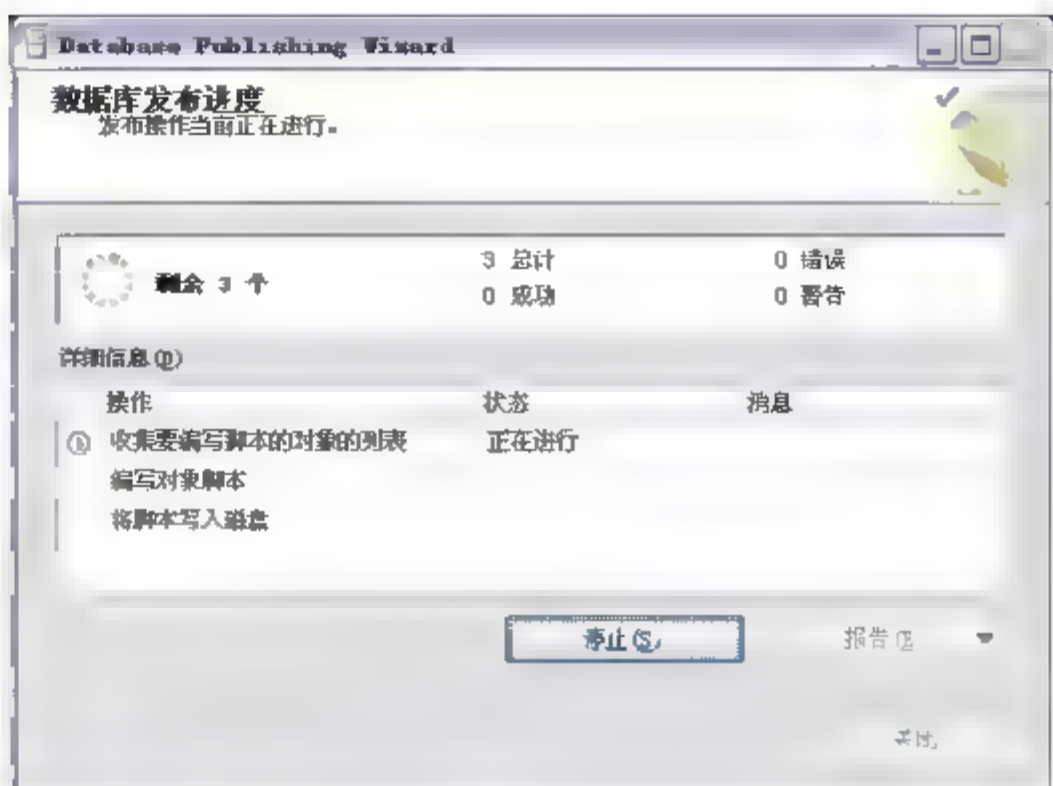 Database Publishing Wizard
数据库发布进度
发布操作当前正在进行。
剩余 3 个
3 总计
0 错误
0 成功
0 警告
详细信息(D)
操作 状态 消息
收集要编写脚本的对象的列表 正在进行
编写对象脚本
将脚本写入磁盘
停止(S) 报告